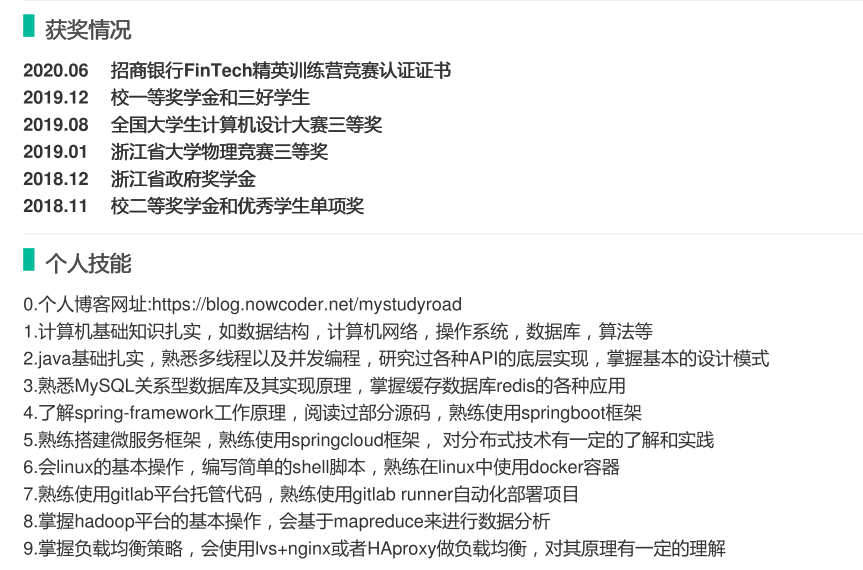 获奖情况
2020.06 招商银行FinTech精英训练营竞赛认证证书
2019.12 校一等奖学金和三好学生
2019.08 全国大学生计算机设计大赛三等奖
2019.01 浙江省大学物理竞赛三等奖
2018.12 浙江省政府奖学金
2018.11 校二等奖学金和优秀学生单项奖
个人技能
0.个人博客网址:https://blog.nowcoder.net/mystudyroad
1.计算机基础知识扎实，如数据结构，计算机网络，操作系统，数据库，算法等
2.java基础扎实，熟悉多线程以及并发编程，研究过各种API的底层实现，掌握基本的设计模式
3.熟悉MySQL关系型数据库及其实现原理，掌握缓存数据库redis的各种应用
4.了解spring-framework工作原理，阅读过部分源码，熟练使用springboot框架
5.熟练搭建微服务框架，熟练使用springcloud框架， 对分布式技术有一定的了解和实践
6.会linux的基本操作，编写简单的shell脚本，熟练在linux中使用docker容器
7.熟练使用gitlab平台托管代码，熟练使用gitlab runner自动化部署项目
8.掌握hadoop平台的基本操作，会基于mapreduce来进行数据分析
9.掌握负载均衡策略，会使用lvs+nginx或者HAproxy做负载均衡，对其原理有一定的理解